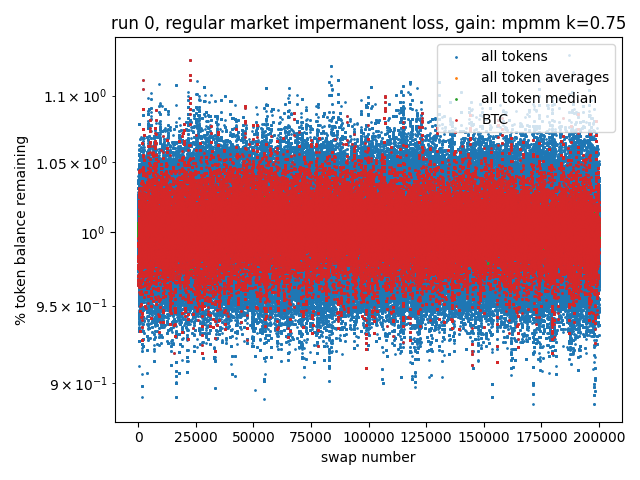 run 0, regular market impermanent loss, gain: mpmm k=0.75
all tokens
all token averages
all token median
BTC
% token balance remaining
1.1 × 10⁰
1.05 × 10⁰
10⁰
9.5 × 10⁻¹
9 × 10⁻¹
0 25000 50000 75000 100000 125000 150000 175000 200000
swap number